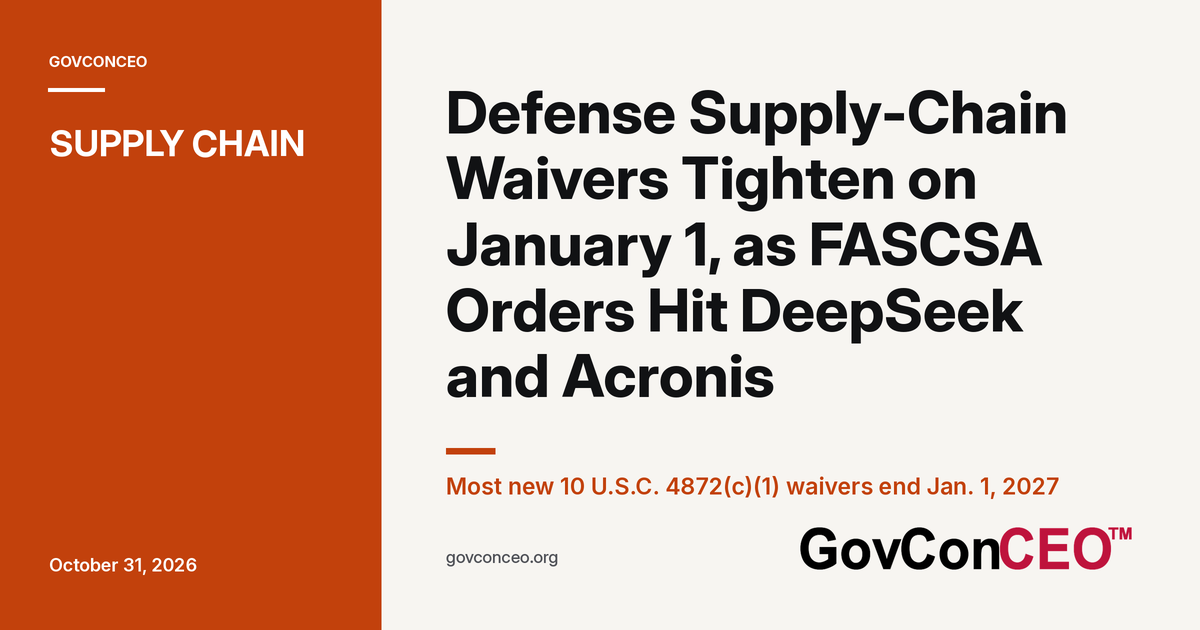 GOVCONCEO
SUPPLY CHAIN
October 31, 2026
Defense Supply-Chain
Waivers Tighten on
January 1, as FASCSA
Orders Hit DeepSeek
and Acronis
Most new 10 U.S.C. 4872(c)(1) waivers end Jan. 1, 2027
govconceo.org
GovConCEO™